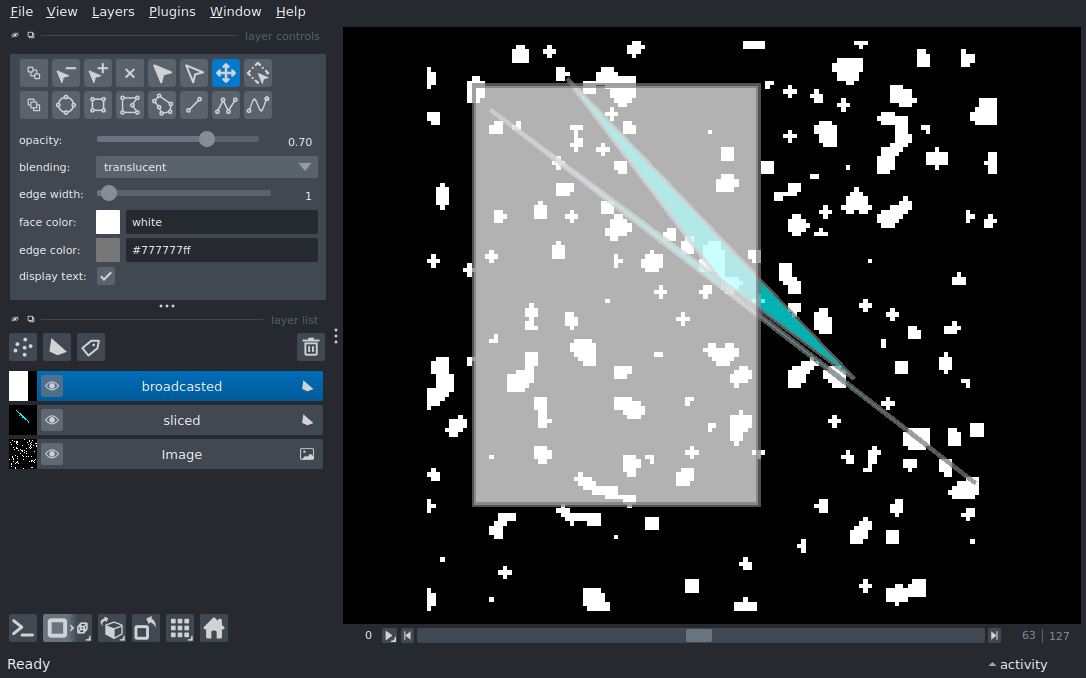 File View Layers Plugins Window Help
layer controls
opacity: 0.70
blending: translucent
edge width: 1
face color: white
edge color: #777777ff
display text:
layer list
broadcasted
sliced
Image
0 63 127
Ready activity